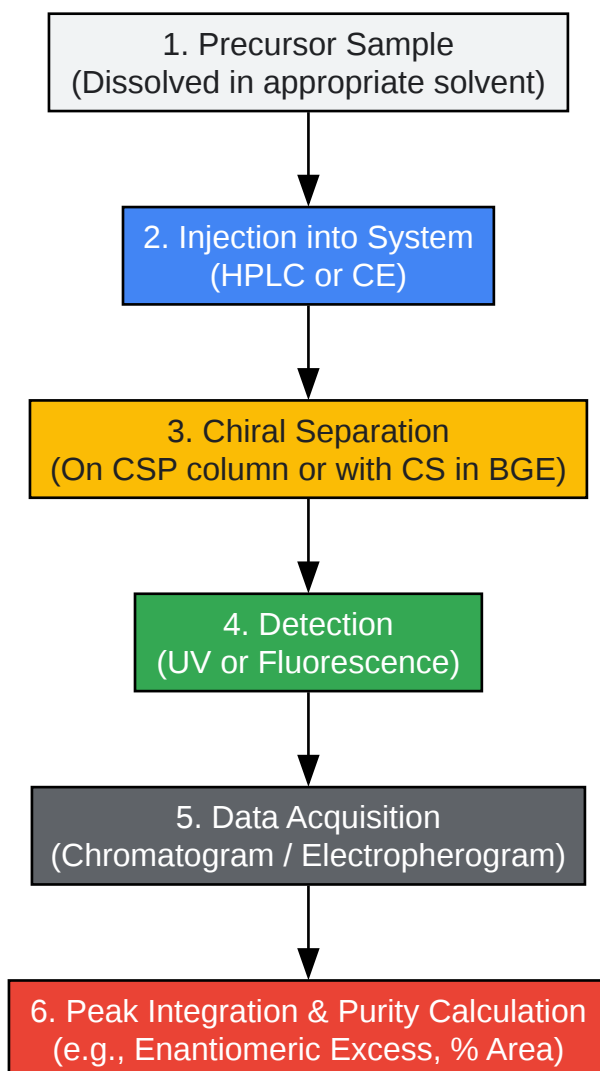 1. Precursor Sample
(Dissolved in appropriate solvent)
2. Injection into System
(HPLC or CE)
3. Chiral Separation
(On CSP column or with CS in BGE)
4. Detection
(UV or Fluorescence)
5. Data Acquisition
(Chromatogram / Electropherogram)
6. Peak Integration & Purity Calculation
(e.g., Enantiomeric Excess, % Area)